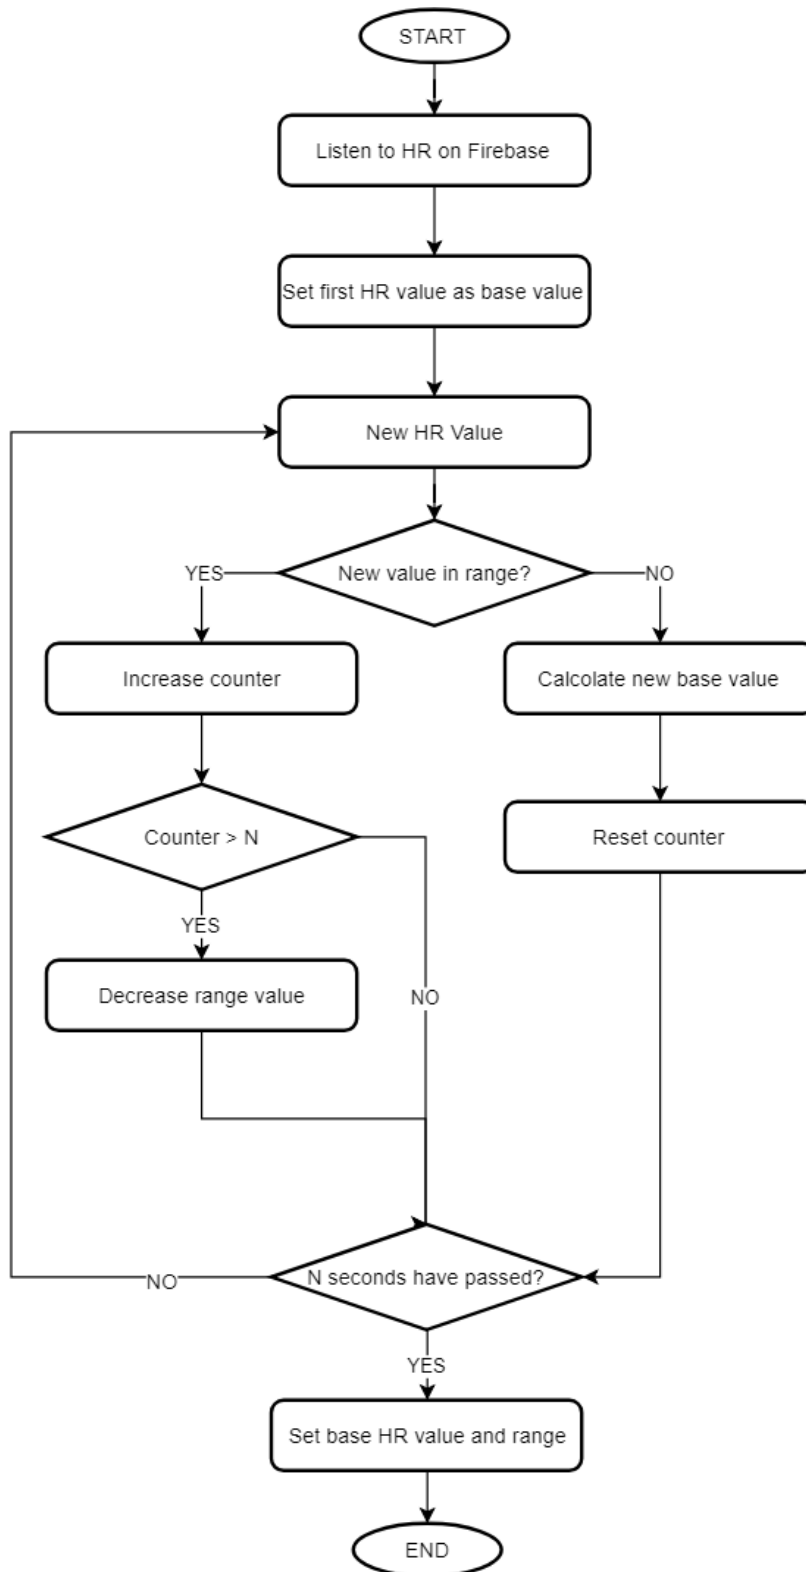 START
Listen to HR on Firebase
Set first HR value as base value
New HR Value
New value in range?
YES
NO
Increase counter
Calcolate new base value
Counter > N
Reset counter
YES
Decrease range value
NO
N seconds have passed?
NO
YES
Set base HR value and range
END